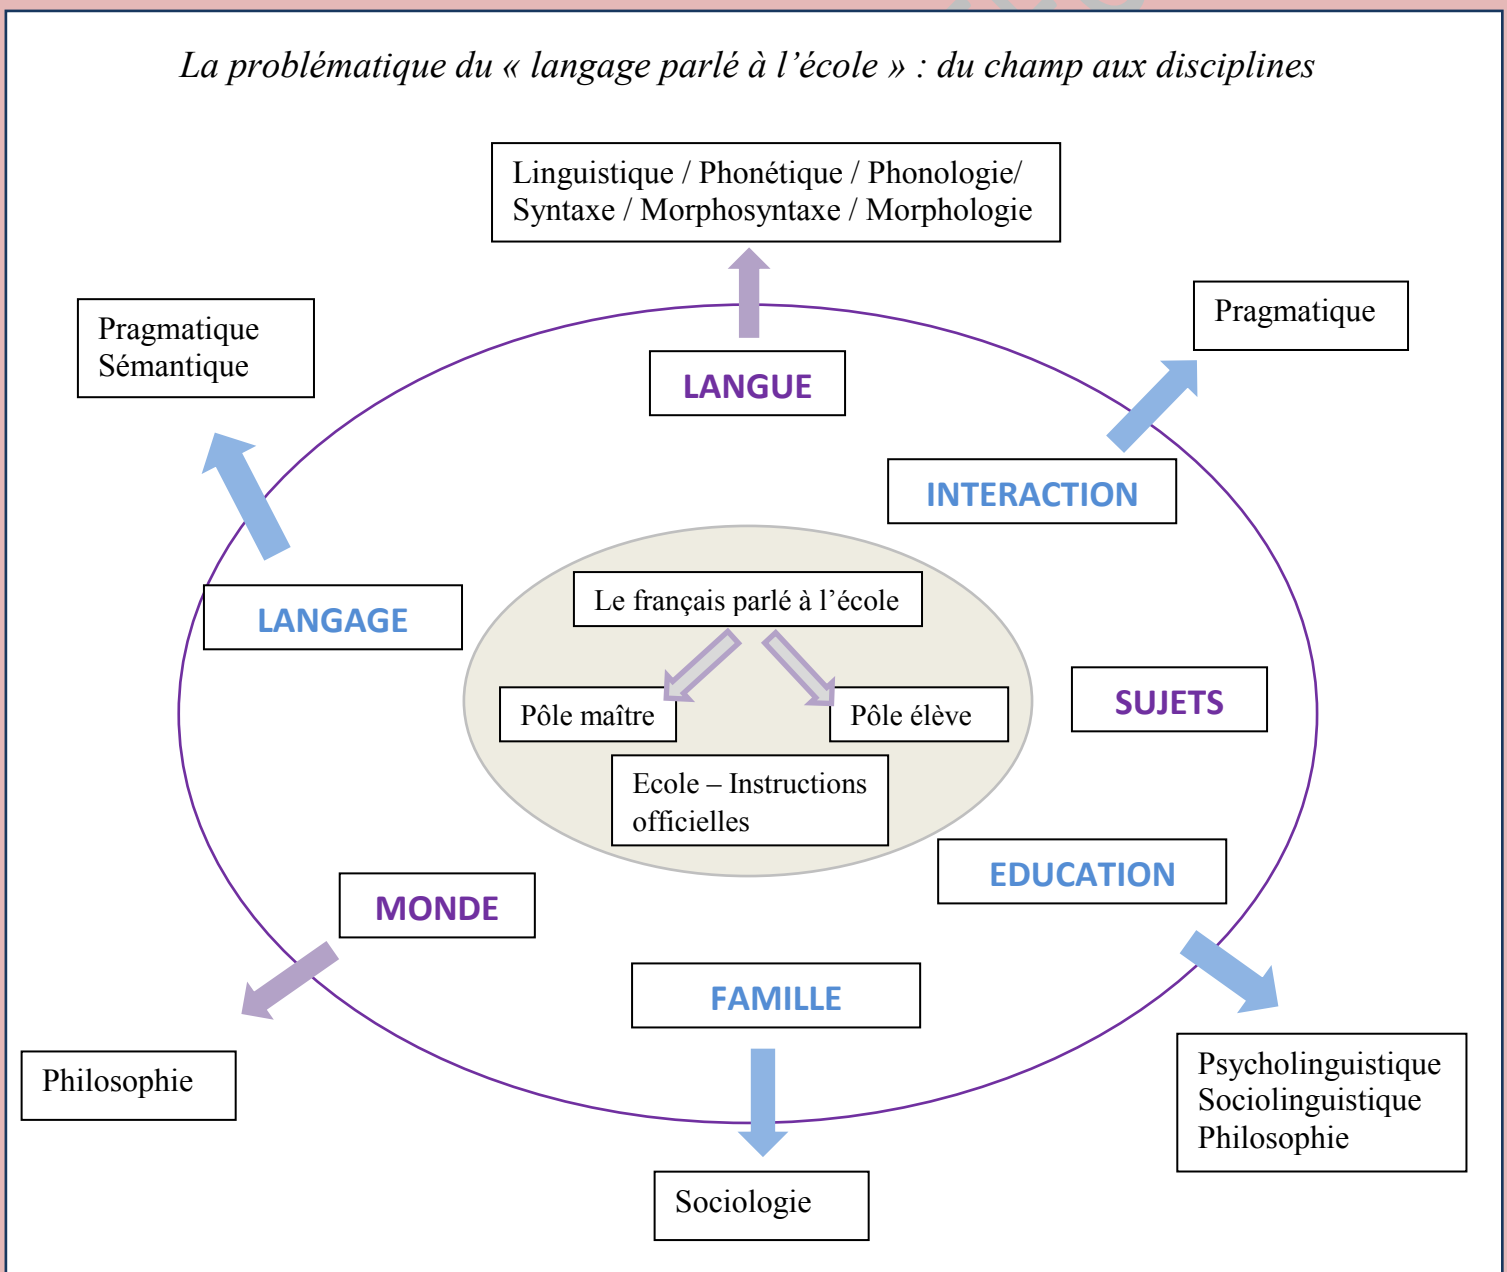 La problématique du « langage parlé à l’école » : du champ aux disciplines
Linguistique / Phonétique / Phonologie/
Syntaxe / Morphosyntaxe / Morphologie
Pragmatique
Pragmatique
Sémantique
LANGUE
INTERACTION
LANGAGE
Le français parlé à l’école
SUJETS
Pôle maître
Pôle élève
Ecole – Instructions
officielles
EDUCATION
MONDE
FAMILLE
Psycholinguistique
Sociolinguistique
Philosophie
Philosophie
Sociologie